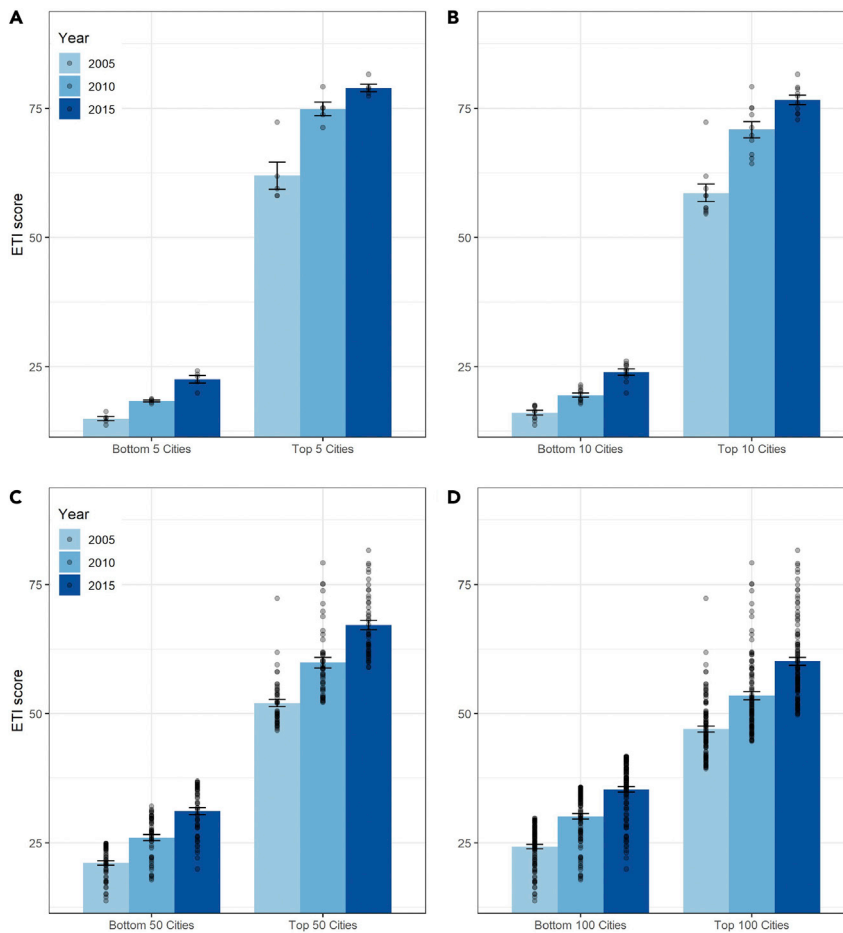 A
Year
2005
2010
2015
75
50
25
ETI score
Bottom 5 Cities
Top 5 Cities
B
75
50
25
Bottom 10 Cities
Top 10 Cities
C
Year
2005
2010
2015
75
50
25
ETI score
Bottom 50 Cities
Top 50 Cities
D
75
50
25
Bottom 100 Cities
Top 100 Cities